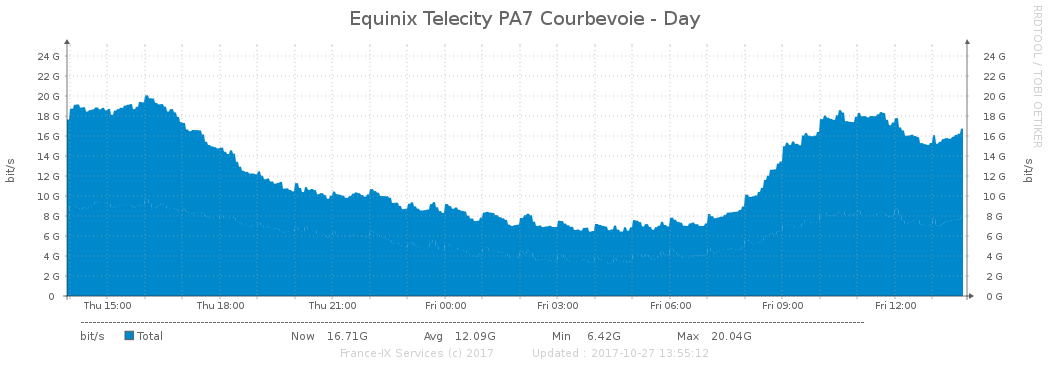 Equinix Telecity PA7 Courbevoie - Day
RRDTOOL / TOBI OETIKER
bit/s
24 G
22 G
20 G
18 G
16 G
14 G
12 G
10 G
8 G
6 G
4 G
2 G
0
24 G
22 G
20 G
18 G
16 G
14 G
12 G
10 G
8 G
6 G
4 G
2 G
0 G
bit/s
Thu 15:00 Thu 18:00 Thu 21:00 Fri 00:00 Fri 03:00 Fri 06:00 Fri 09:00 Fri 12:00
bit/s Total Now 16.71G Avg 12.09G Min 6.42G Max 20.04G
France-IX Services (c) 2017 Updated : 2017-10-27 13:55:12